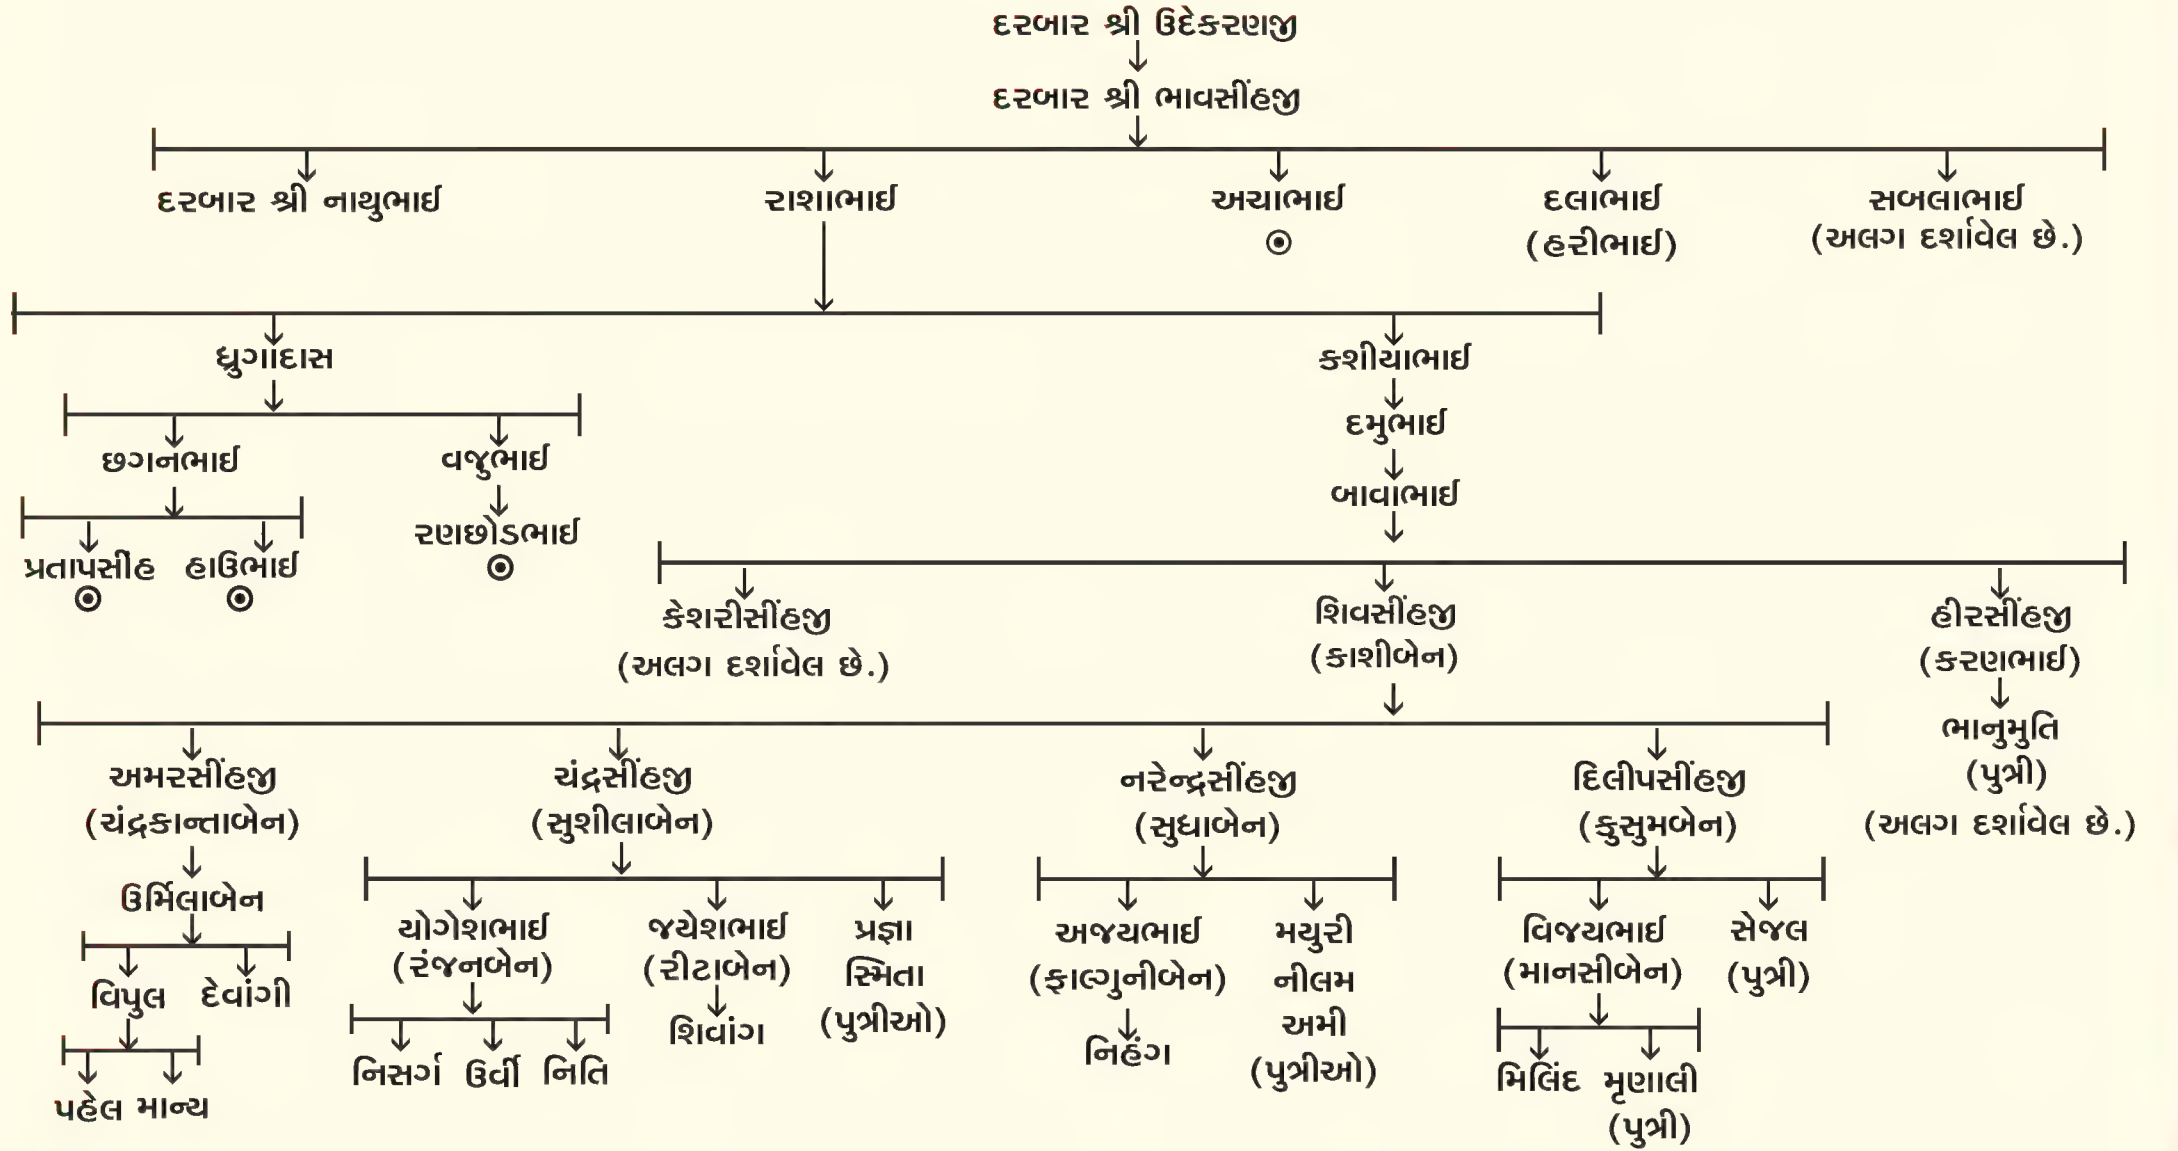 દરબાર શ્રી ઉદેકરણજી
દરબાર શ્રી ભાવસીંહજી
દરબાર શ્રી નાથુભાઈ રાશાભાઈ અચાભાઈ દલાભાઈ સબલાભાઈ
(હરીભાઈ) (અલગ દર્શાવેલ છે.)
ધ્રુગાદાસ કશીયાભાઈ
દમુભાઈ
છગનભાઈ વજુભાઈ
બાવાભાઈ
રણછોડભાઈ
પ્રતાપસીંહ હાઉભાઈ
કેશરીસીંહજી શિવસીંહજી હીરસીંહજી
(અલગ દર્શાવેલ છે.) (કાશીબેન) (કરણભાઈ)
ભાનુમુતિ
(પુત્રી)
(અલગ દર્શાવેલ છે.)
અમરસીંહજી ચંદ્રસીંહજી નરેન્દ્રસીંહજી દિલીપસીંહજી
(ચંદ્રકાન્તાબેન) (સુશીલાબેન) (સુધાબેન) (કુસુમબેન)
ઉર્મિલાબેન
યોગેશભાઈ જયેશભાઈ પ્રજ્ઞા અજયભાઈ મયુરી વિજયભાઈ સેજલ
(રંજનબેન) (રીટાબેન) સ્મિતા (ફાલ્ગુનીબેન) નીલમ (માનસીબેન) (પુત્રી)
વિપુલ દેવાંગી
શિવાંગ (પુત્રીઓ) અમી
નિહંગ (પુત્રીઓ)
નિસર્ગ ઉર્વી નિતિ
મિલિંદ મૃણાલી
(પુત્રી)
પહેલ માન્ય